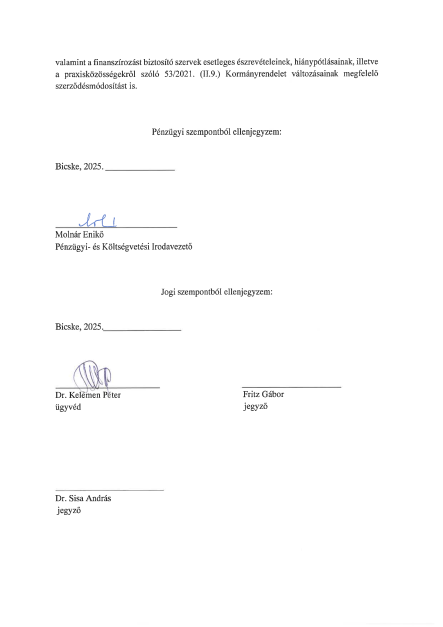 valamint a finanszírozást biztosító szervek esetleges észrevételeinek, hiánypótlásainak, illetve
a praxisközösségekről szóló 53/2021. (II.9.) Kormányrendelet változásainak megfelelő
szerződésmódosítást is.
Pénzügyi szempontból ellenjegyzem:
Bicske, 2025. ________________
Molnár Enikő
Pénzügyi- és Költségvetési Irodavezető
Jogi szempontból ellenjegyzem:
Bicske, 2025.__________________
Dr. Kelemen Péter
Fritz Gábor
ügyvéd
jegyző
Dr. Sisa András
jegyző